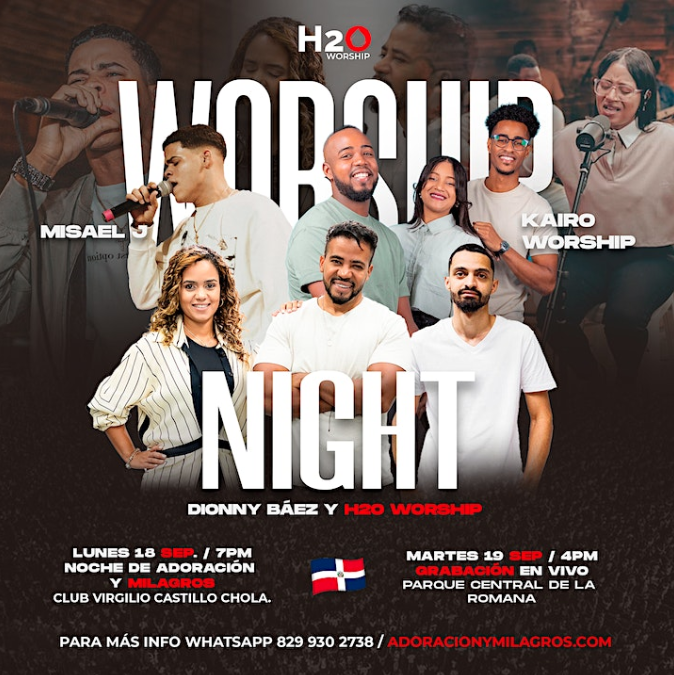 H2O
WORSHIP
WORSHIP
MISAEL J
KAIRO
WORSHIP
NIGHT
DIONNY BÁEZ Y H2O WORSHIP
LUNES 18 SEP. / 7PM
NOCHE DE ADORACIÓN
Y MILAGROS
CLUB VIRGILIO CASTILLO CHOLA.
MARTES 19 SEP / 4PM
GRABACIÓN EN VIVO
PARQUE CENTRAL DE LA
ROMANA
PARA MÁS INFO WHATSAPP 829 930 2738 / ADORACIONYMILAGROS.COM